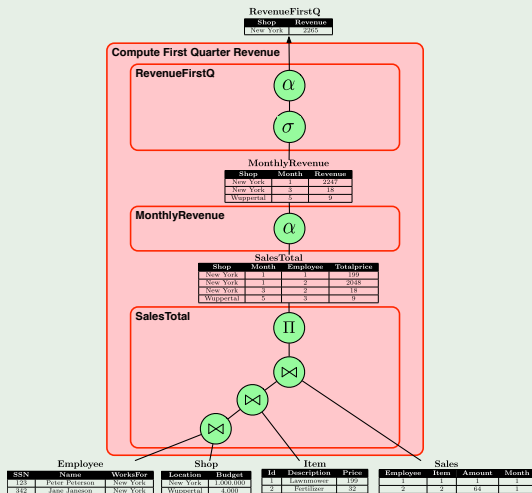 RevenueFirstQ
Shop Revenue
New York 2265
Compute First Quarter Revenue
RevenueFirstQ
α
σ
MonthlyRevenue
Shop Month Revenue
New York 1 2247
New York 3 18
Wuppertal 5 9
MonthlyRevenue
α
SalesTotal
Shop Month Employee Totalprice
New York 1 1 199
New York 1 2 2048
New York 3 2 18
Wuppertal 5 3 9
SalesTotal
Π
⋈
⋈
⋈
Employee Shop Item Sales
SSN Name WorksFor Location Budget Id Description Price Employee Item Amount Month
123 Peter Peterson New York New York 1.000.000 1 Lawnmower 199 1 1 1 1
342 Jane Janeson New York Wuppertal 4.000 2 Fertilizer 32 2 2 64 1